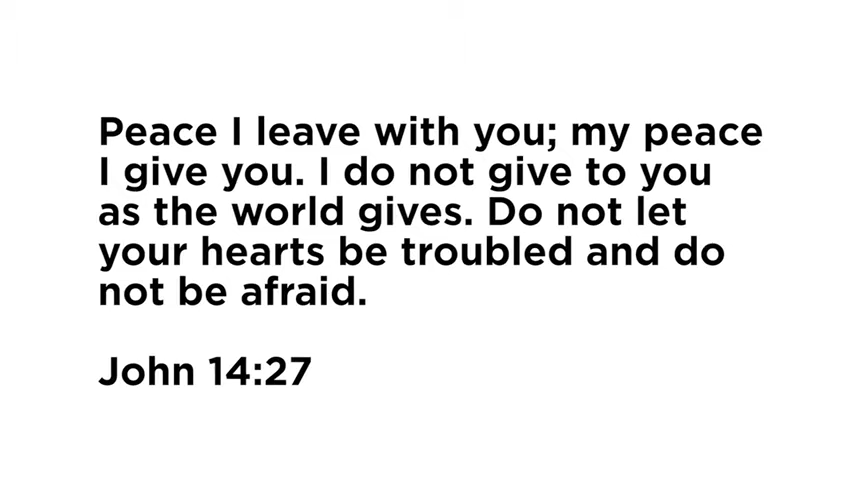 Peace I leave with you; my peace
I give you. I do not give to you
as the world gives. Do not let
your hearts be troubled and do
not be afraid.
John 14:27